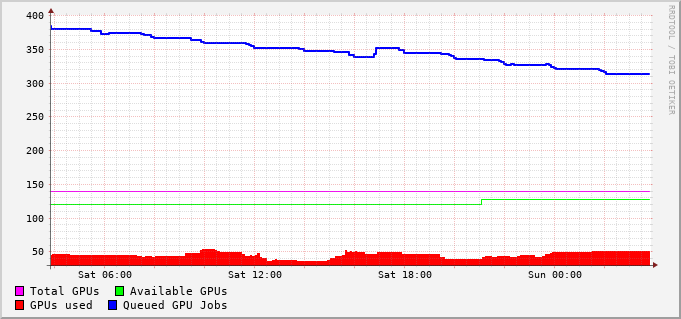 400
350
300
250
200
150
100
50
Sat 06:00 Sat 12:00 Sat 18:00 Sun 00:00
Total GPUs Available GPUs
GPUs used Queued GPU Jobs
RRDTOOL / TOBI OETIKER